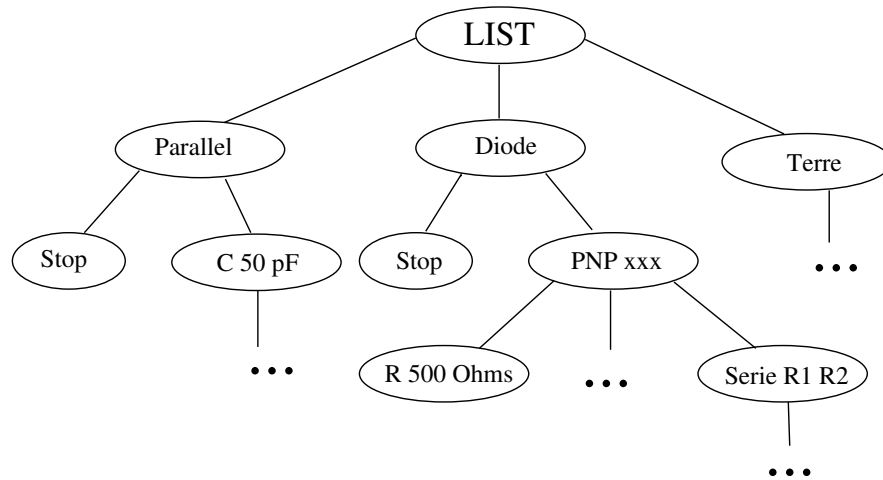 LIST
Parallel
Diode
Terre
Stop
C 50 pF
Stop
PNP xxx
...
...
R 500 Ohms
...
Serie R1 R2
...